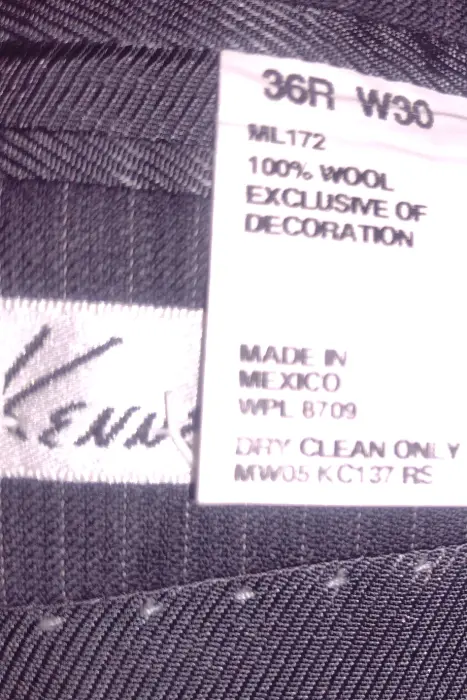 36R W30
ML172
100% WOOL
EXCLUSIVE OF
DECORATION
MADE IN
MEXICO
WPL 8709
DRY CLEAN ONLY
MW05 KC137 RS
KENNE